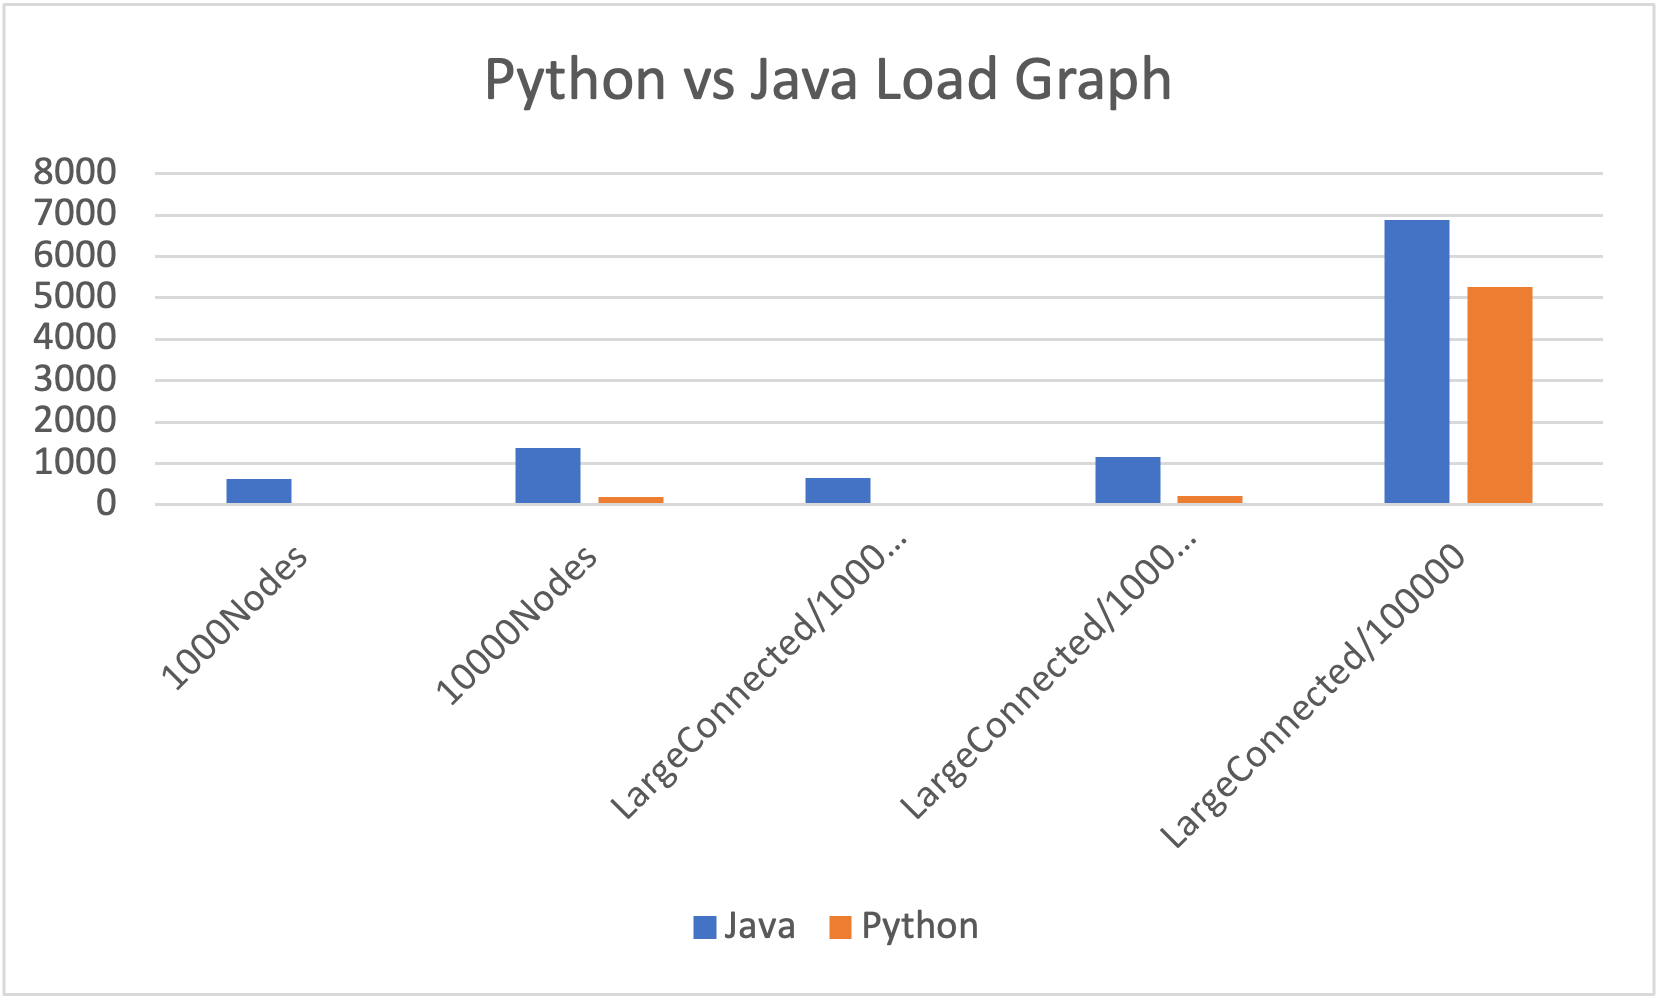 Python vs Java Load Graph
8000
7000
6000
5000
4000
3000
2000
1000
0
1000Nodes
10000Nodes
LargeConnected/1000...
LargeConnected/1000...
LargeConnected/100000
Java
Python